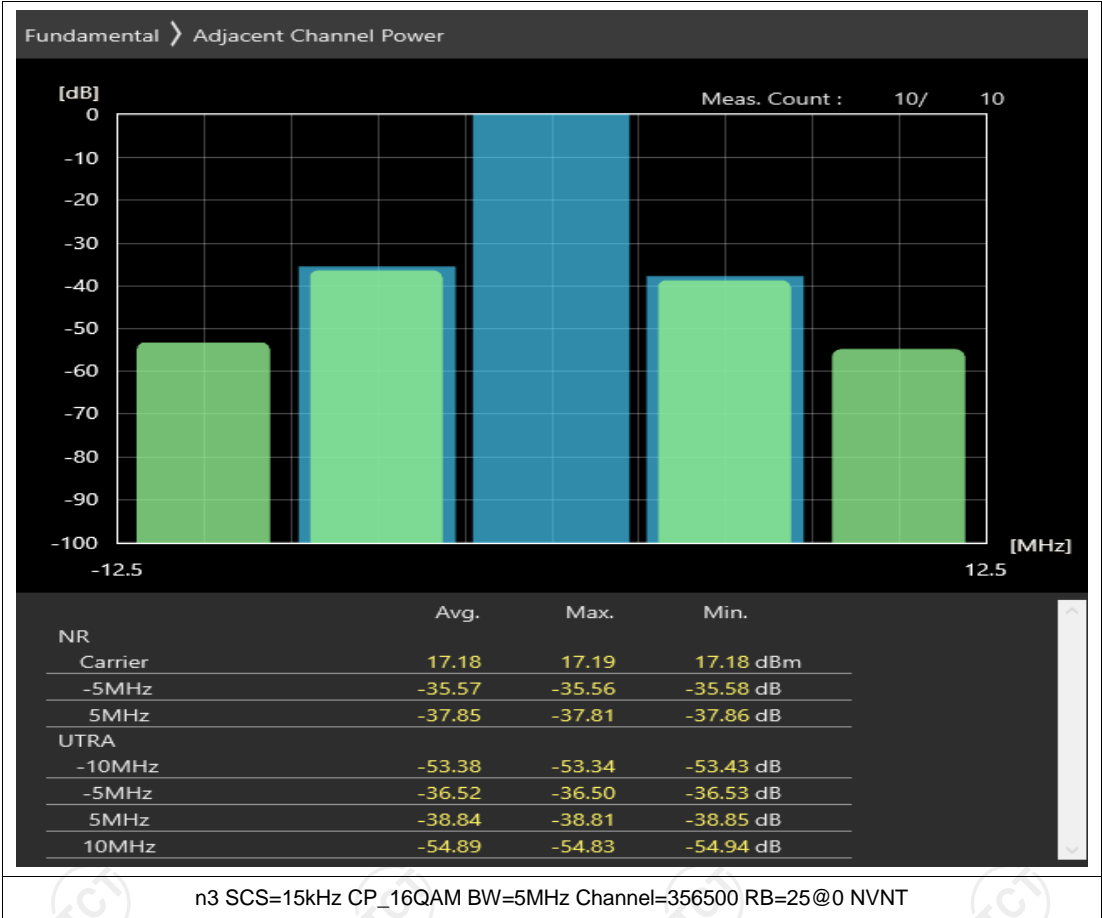 Fundamental ❯ Adjacent Channel Power
[dB]
Meas. Count : 10/ 10
0
-10
-20
-30
-40
-50
-60
-70
-80
-90
-100
[MHz]
-12.5 12.5
Avg. Max. Min.
NR
Carrier 17.18 17.19 17.18 dBm
-5MHz -35.57 -35.56 -35.58 dB
5MHz -37.85 -37.81 -37.86 dB
UTRA
-10MHz -53.38 -53.34 -53.43 dB
-5MHz -36.52 -36.50 -36.53 dB
5MHz -38.84 -38.81 -38.85 dB
10MHz -54.89 -54.83 -54.94 dB
n3 SCS=15kHz CP_16QAM BW=5MHz Channel=356500 RB=25@0 NVNT
TCT TCT TCT TCT TCT